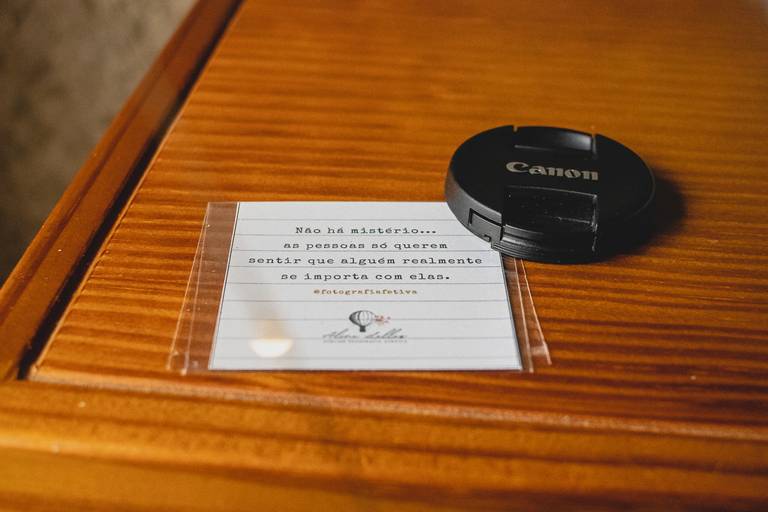 Canon
Não há mistério...
as pessoas só querem
sentir que alguém realmente
se importa com elas.
@fotografiafetiva